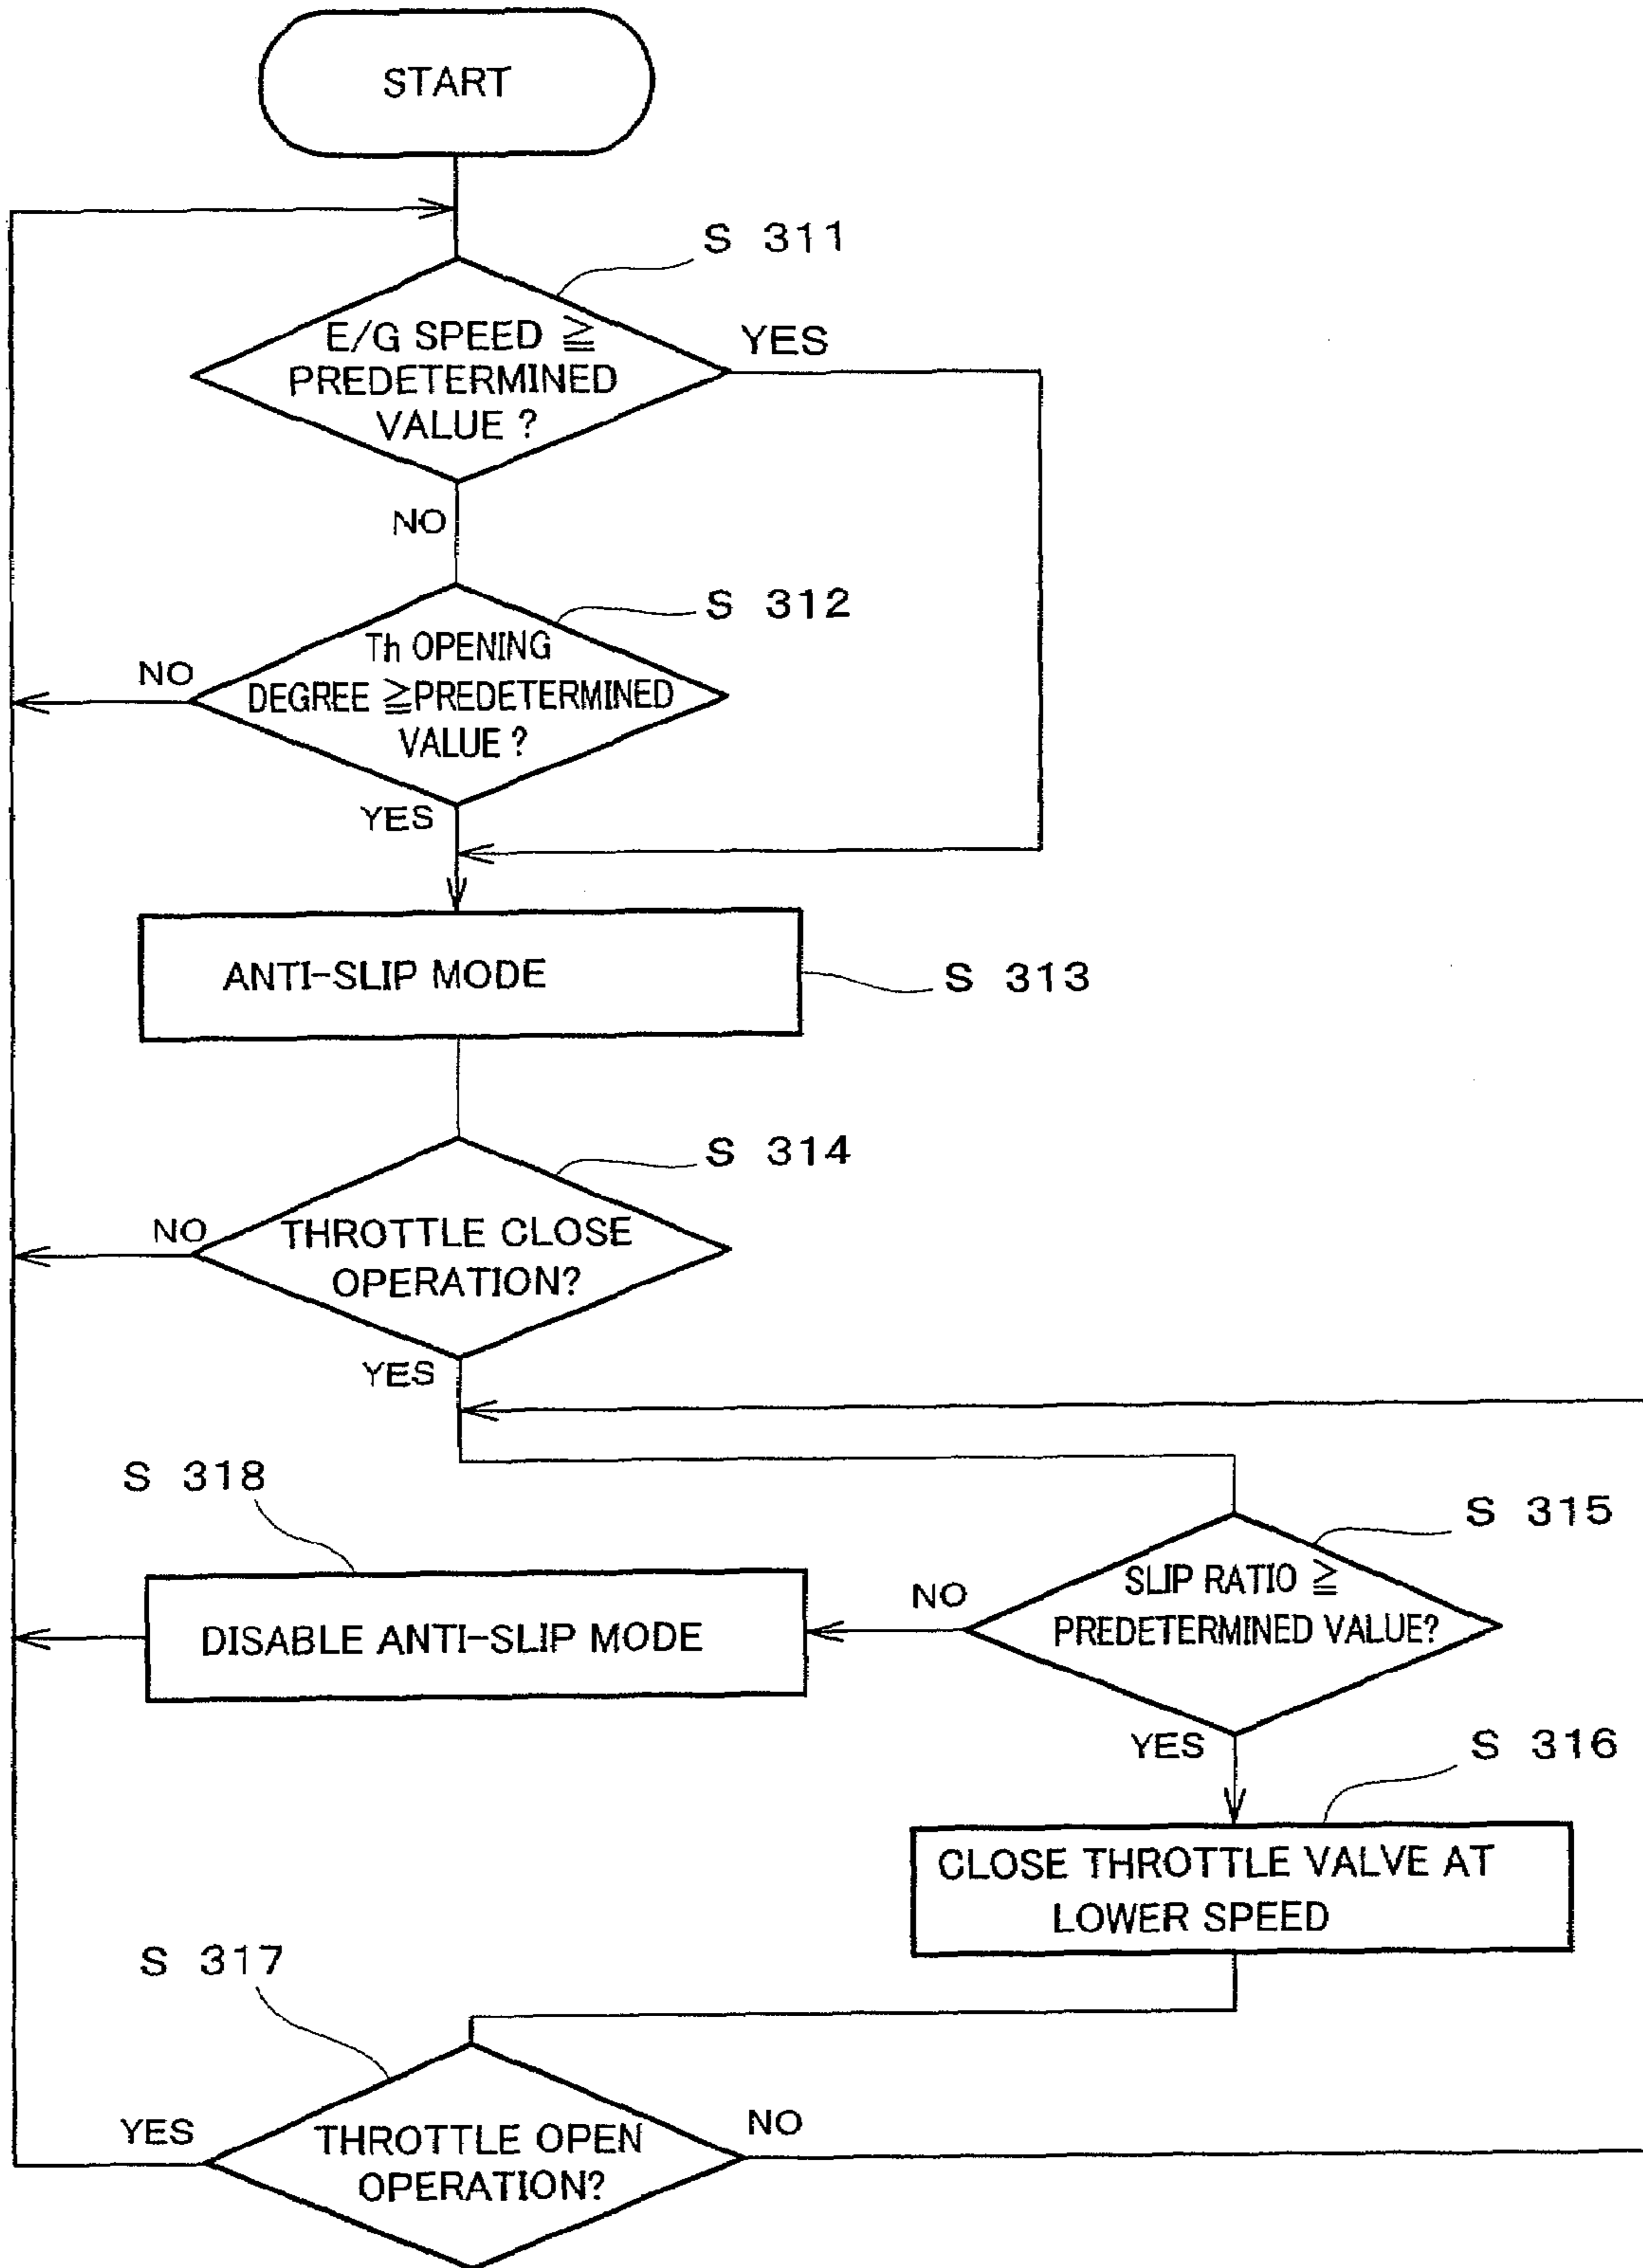 START
S 311
E/G SPEED ≧
PREDETERMINED
VALUE ?
YES
NO
S 312
Th OPENING
DEGREE ≧PREDETERMINED
VALUE ?
NO
YES
ANTI-SLIP MODE
S 313
S 314
THROTTLE CLOSE
OPERATION?
NO
YES
S 318
S 315
SLIP RATIO ≧
PREDETERMINED VALUE?
NO
DISABLE ANTI-SLIP MODE
YES
S 316
CLOSE THROTTLE VALVE AT
LOWER SPEED
S 317
YES
NO
THROTTLE OPEN
OPERATION?